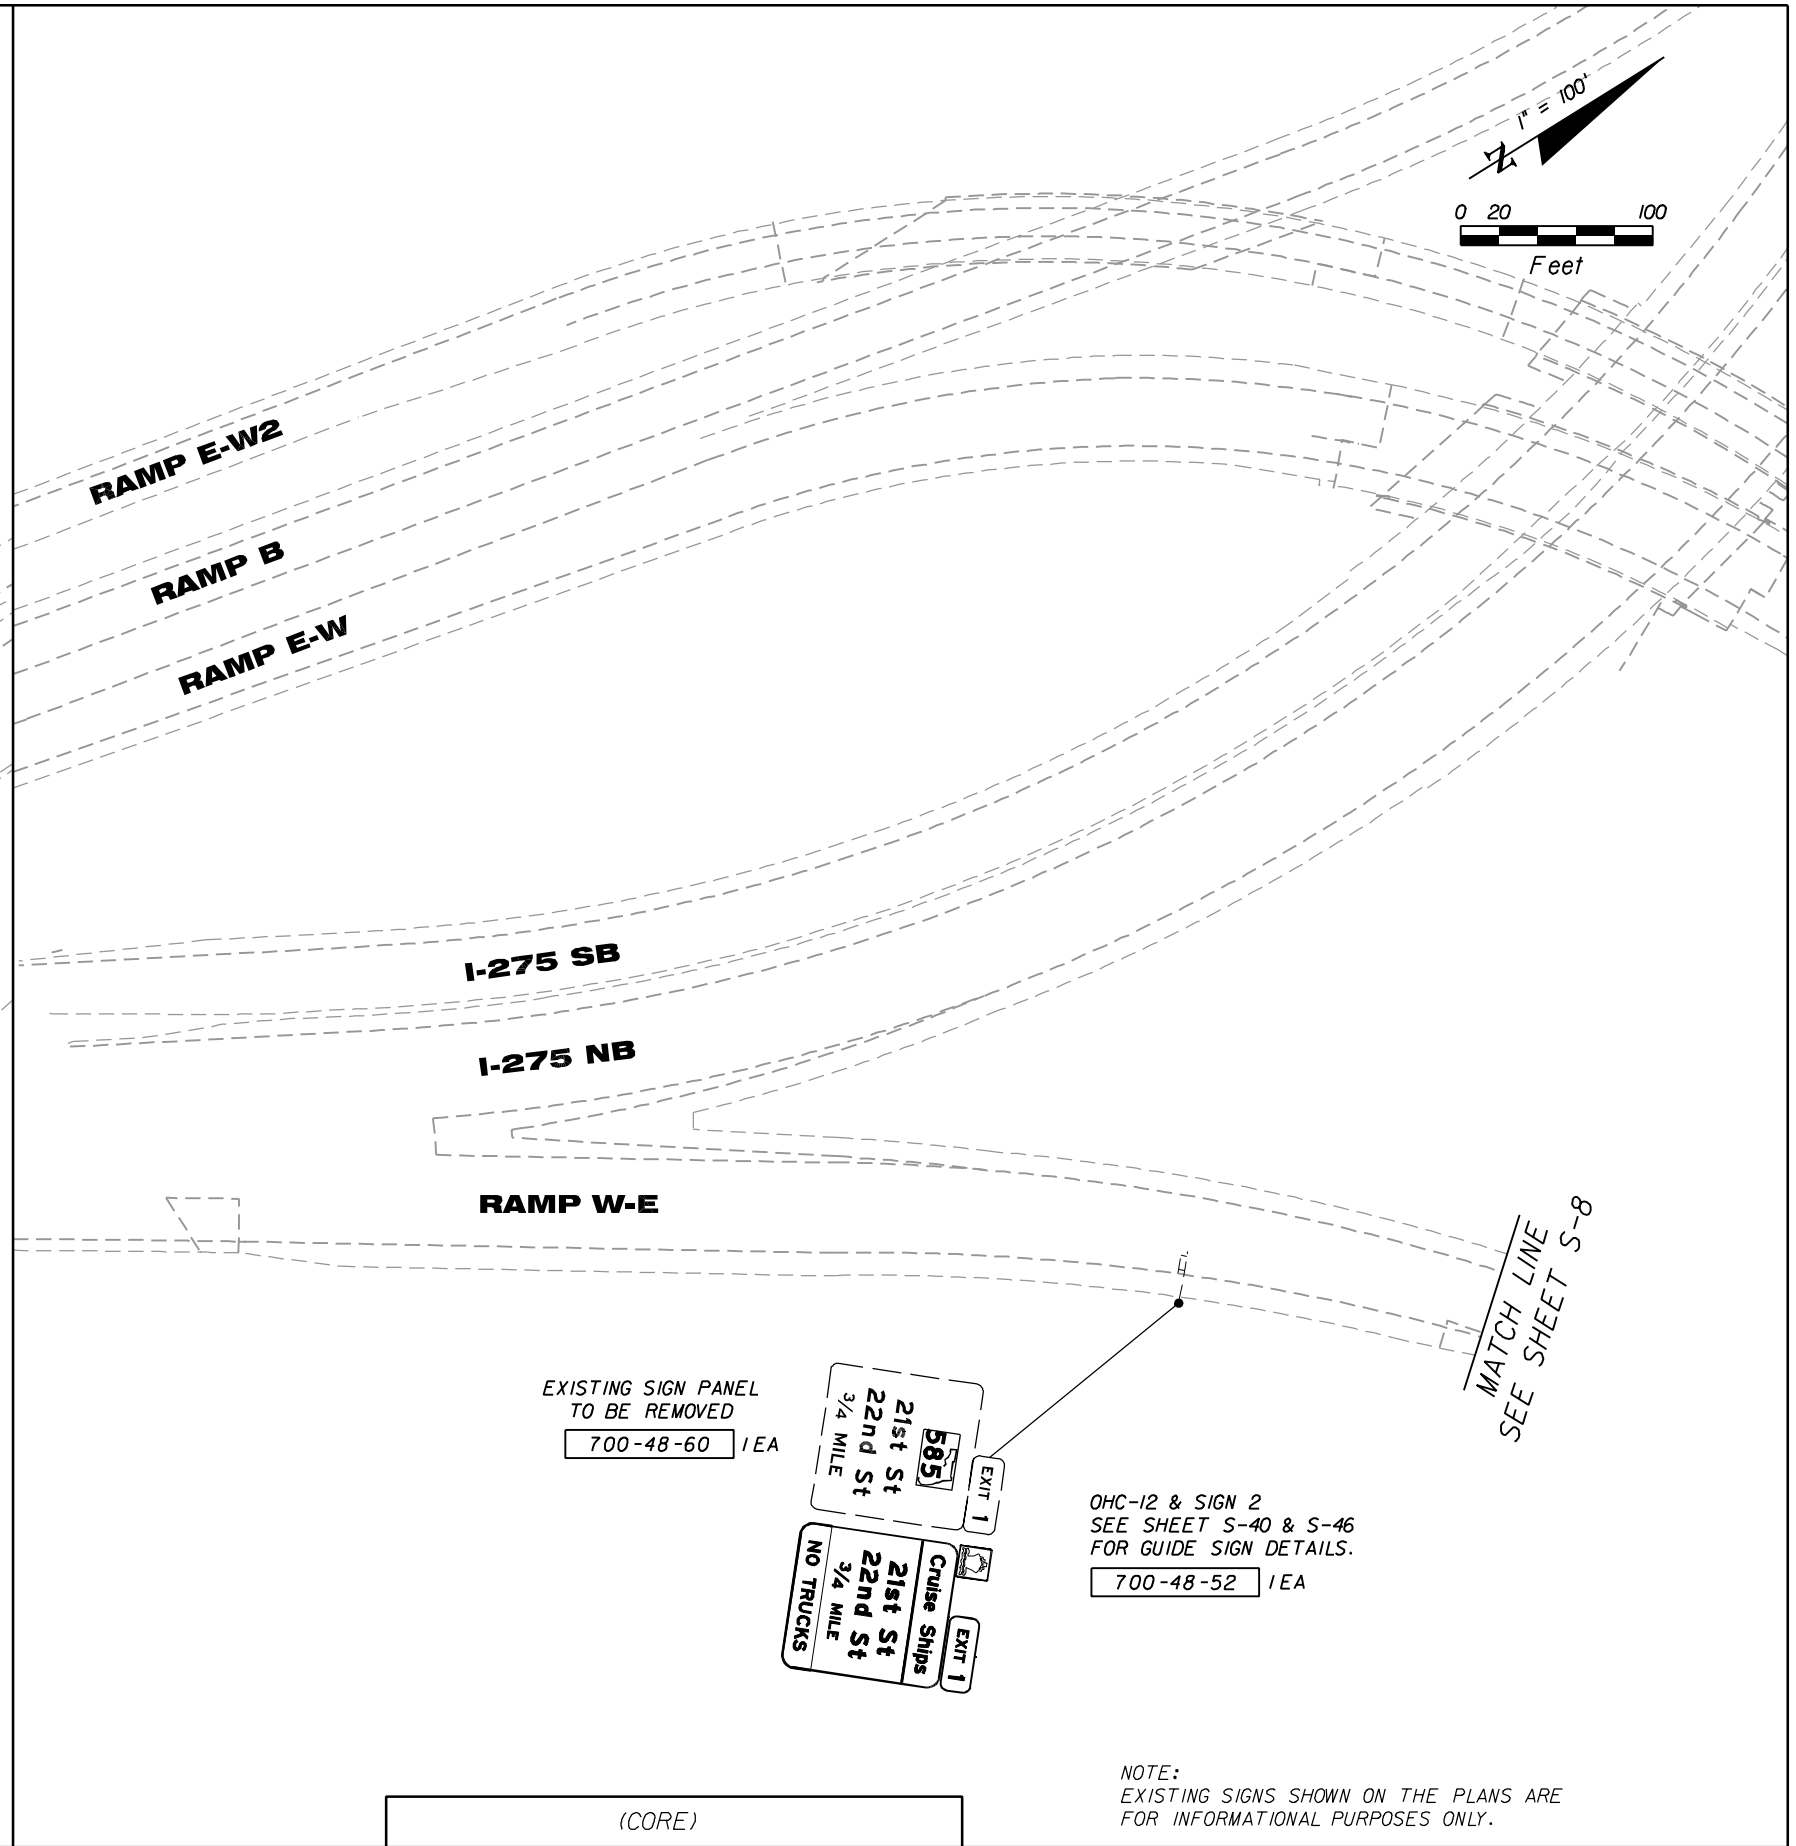 1" = 100'
N
0 20 100
Feet
RAMP E-W2
RAMP B
RAMP E-W
I-275 SB
I-275 NB
RAMP W-E
MATCH LINE
SEE SHEET S-8
EXISTING SIGN PANEL
TO BE REMOVED
700-48-60 1 EA
EXIT 1
585
21st St
22nd St
3/4 MILE
EXIT 1
Cruise Ships
21st St
22nd St
3/4 MILE
NO TRUCKS
OHC-12 & SIGN 2
SEE SHEET S-40 & S-46
FOR GUIDE SIGN DETAILS.
700-48-52 1 EA
NOTE:
EXISTING SIGNS SHOWN ON THE PLANS ARE
FOR INFORMATIONAL PURPOSES ONLY.
(CORE)